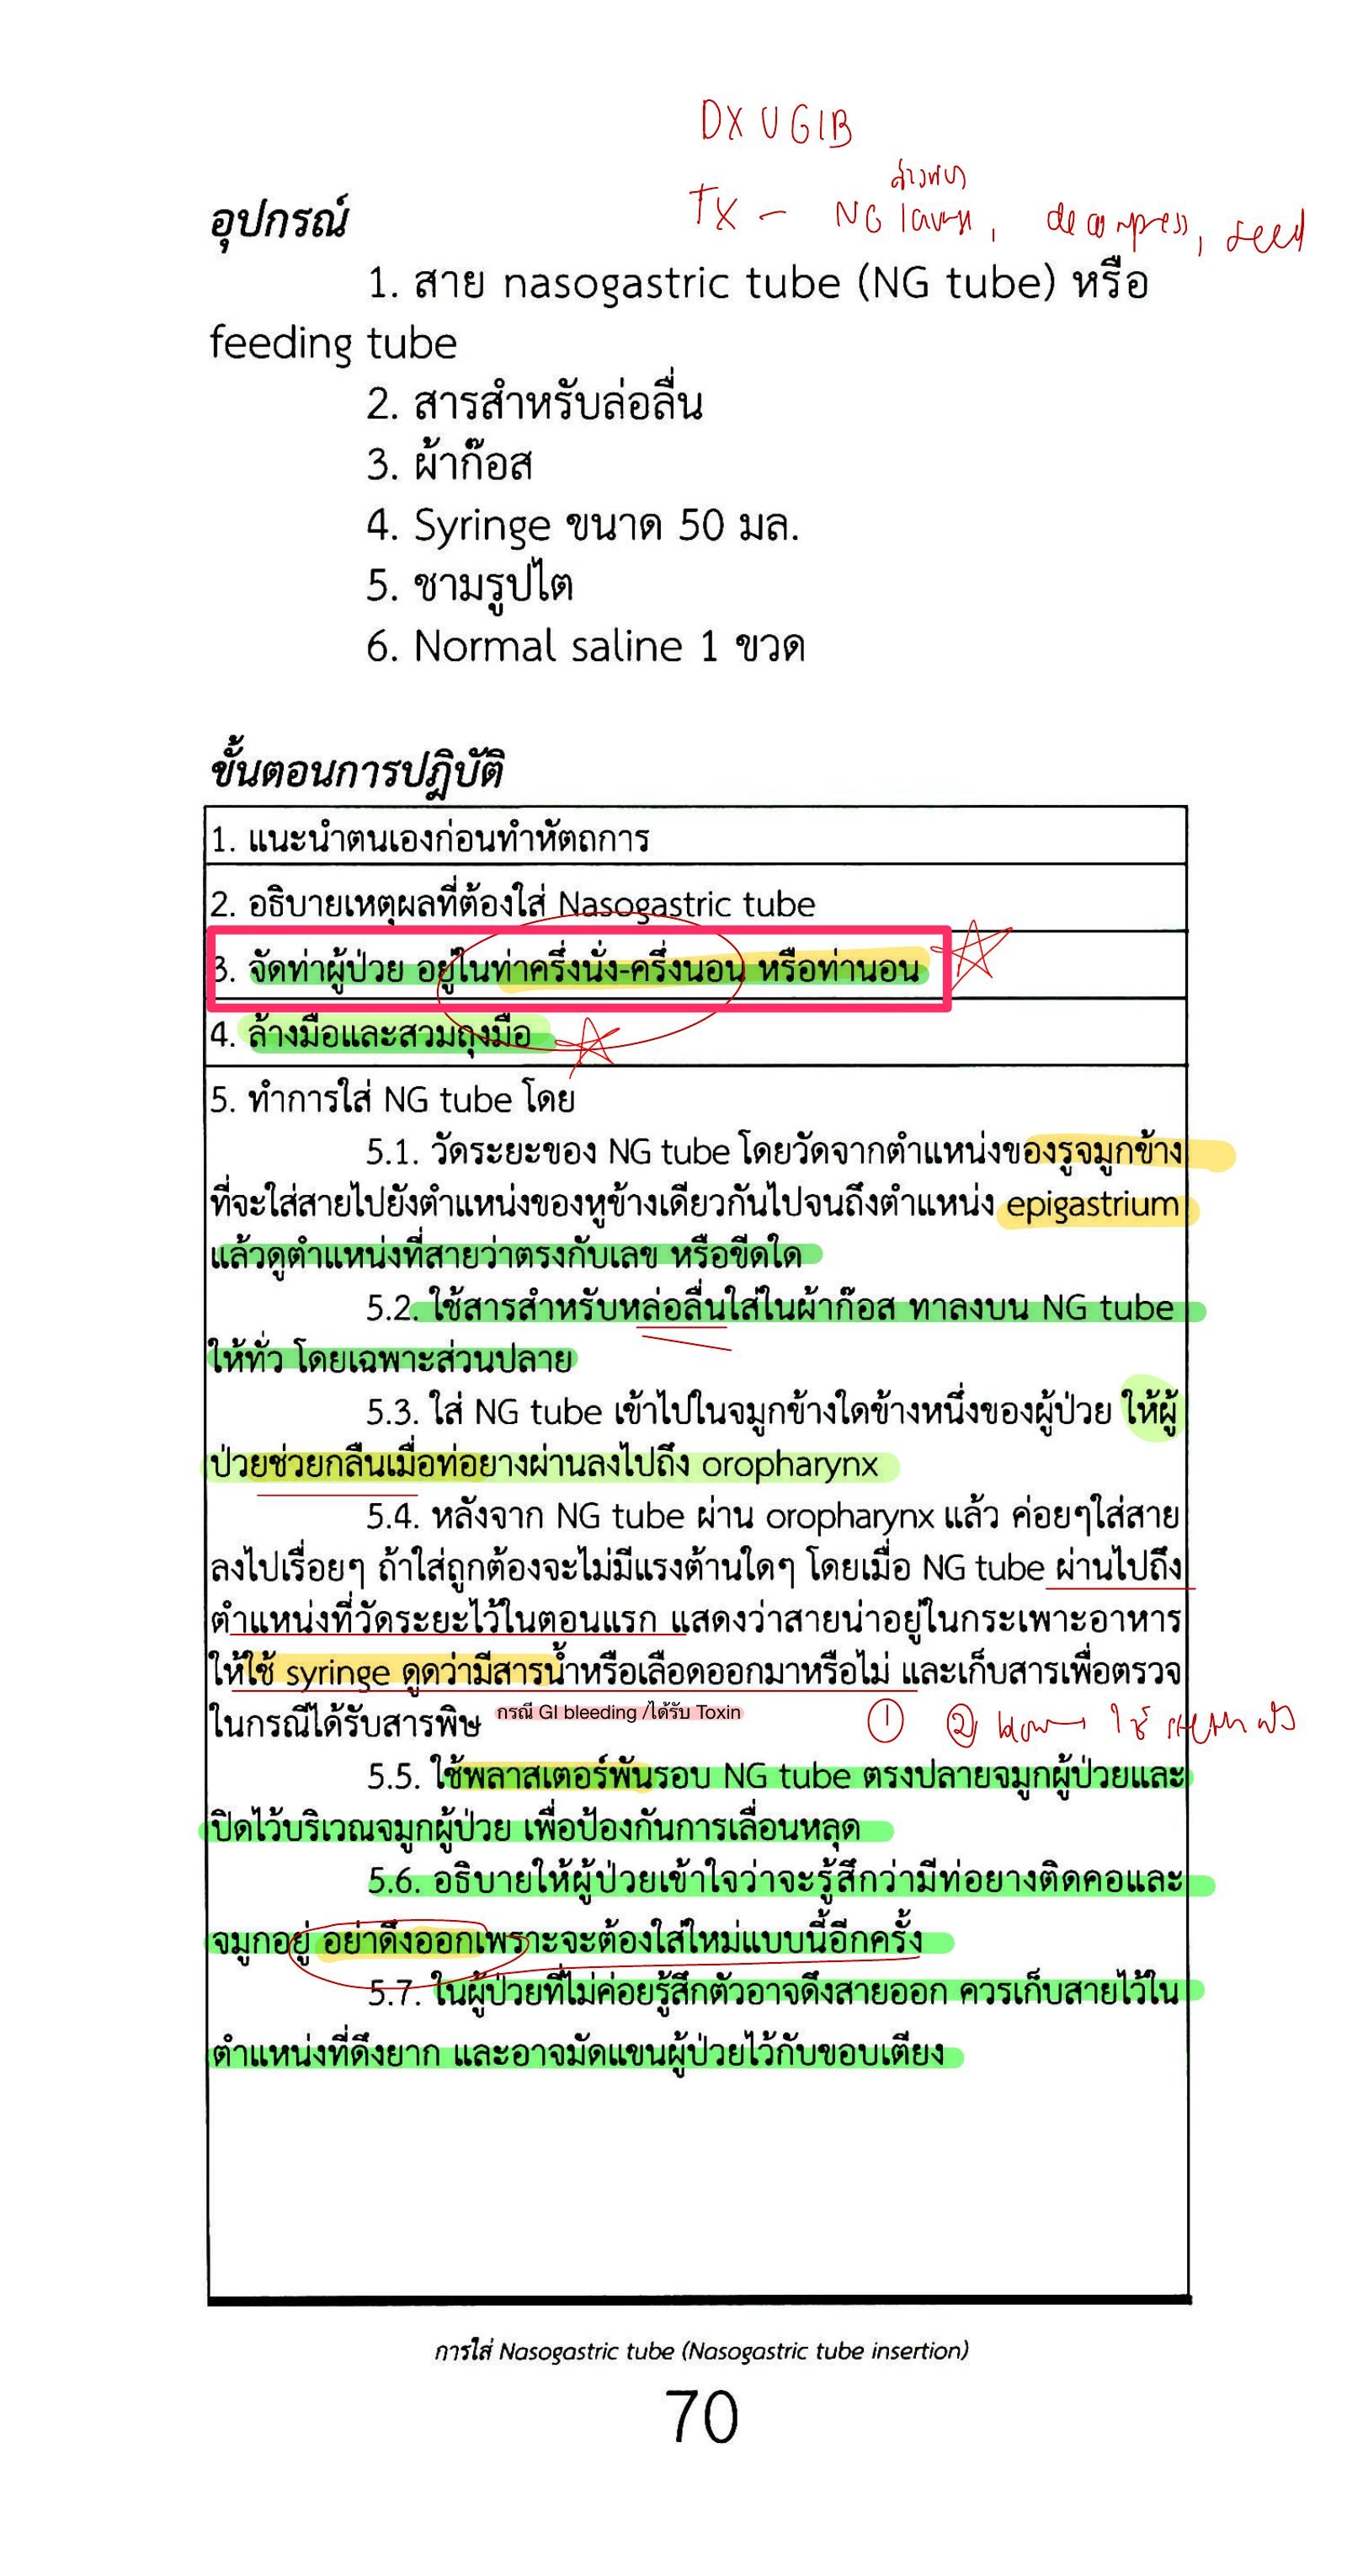 DX UGIB
อุปกรณ์
TX - NG lavage, decompress, feed
1. สาย nasogastric tube (NG tube) หรือ
feeding tube
2. สารสำหรับล่อลื่น
3. ผ้าก๊อส
4. Syringe ขนาด 50 มล.
5. ชามรูปไต
6. Normal saline 1 ขวด
ขั้นตอนการปฏิบัติ
1. แนะนำตนเองก่อนทำหัตถการ
2. อธิบายเหตุผลที่ต้องใส่ Nasogastric tube
3. จัดท่าผู้ป่วย อยู่ในท่าครึ่งนั่ง-ครึ่งนอน หรือท่านอน
4. ล้างมือและสวมถุงมือ
5. ทำการใส่ NG tube โดย
5.1. วัดระยะของ NG tube โดยวัดจากตำแหน่งของรูจมูกข้าง
ที่จะใส่สายไปยังตำแหน่งของหูข้างเดียวกันไปจนถึงตำแหน่ง epigastrium
แล้วดูตำแหน่งที่สายว่าตรงกับเลข หรือขีดใด
5.2. ใช้สารสำหรับหล่อลื่นใส่ในผ้าก๊อส ทาลงบน NG tube
ให้ทั่ว โดยเฉพาะส่วนปลาย
5.3. ใส่ NG tube เข้าไปในจมูกข้างใดข้างหนึ่งของผู้ป่วย ให้ผู้
ป่วยช่วยกลืนเมื่อท่อยางผ่านลงไปถึง oropharynx
5.4. หลังจาก NG tube ผ่าน oropharynx แล้ว ค่อยๆใส่สาย
ลงไปเรื่อยๆ ถ้าใส่ถูกต้องจะไม่มีแรงต้านใดๆ โดยเมื่อ NG tube ผ่านไปถึง
ตำแหน่งที่วัดระยะไว้ในตอนแรก แสดงว่าสายน่าอยู่ในกระเพาะอาหาร
ให้ใช้ syringe ดูดว่ามีสารน้ำหรือเลือดออกมาหรือไม่ และเก็บสารเพื่อตรวจ
ในกรณีได้รับสารพิษ กรณี GI bleeding /ได้รับ Toxin ① ②
5.5. ใช้พลาสเตอร์พันรอบ NG tube ตรงปลายจมูกผู้ป่วยและ
ปิดไว้บริเวณจมูกผู้ป่วย เพื่อป้องกันการเลื่อนหลุด
5.6. อธิบายให้ผู้ป่วยเข้าใจว่าจะรู้สึกว่ามีท่อยางติดคอและ
จมูกอยู่ อย่าดึงออกเพราะจะต้องใส่ใหม่แบบนี้อีกครั้ง
5.7. ในผู้ป่วยที่ไม่ค่อยรู้สึกตัวอาจดึงสายออก ควรเก็บสายไว้ใน
ตำแหน่งที่ดึงยาก และอาจมัดแขนผู้ป่วยไว้กับขอบเตียง
การใส่ Nasogastric tube (Nasogastric tube insertion)
70